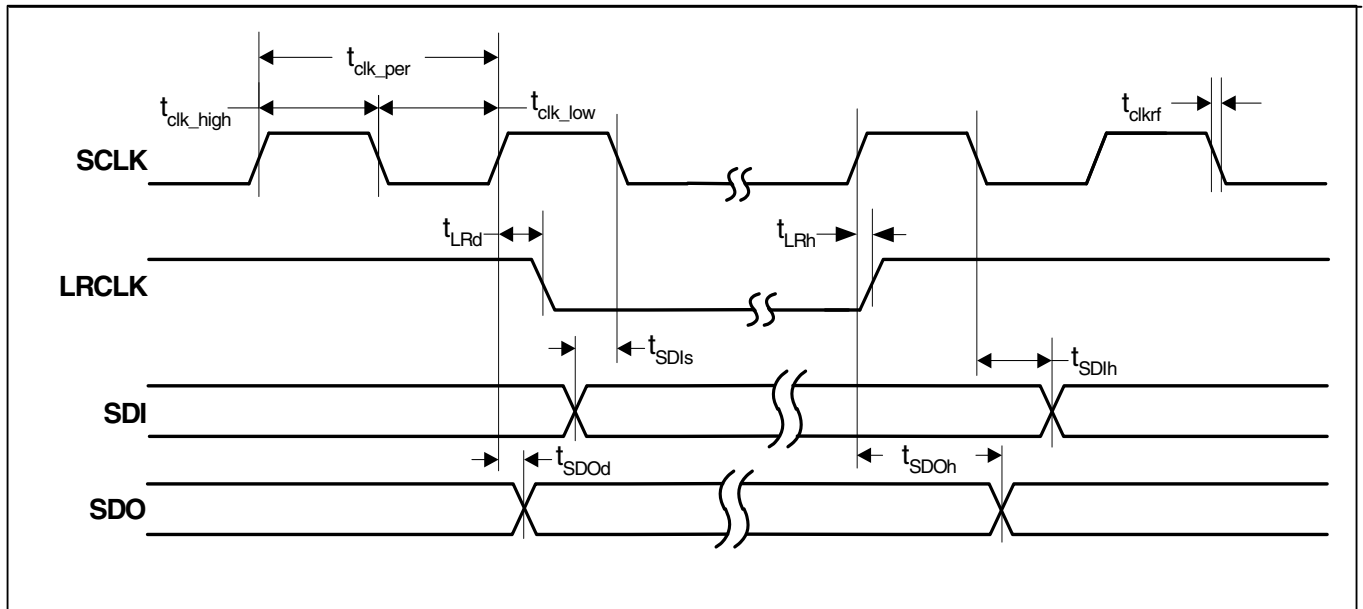 t_clk_per
t_clk_high
t_clk_low
t_clkrf
SCLK
t_LRd
t_LRh
LRCLK
t_SDIs
t_SDIh
SDI
t_SDOd
t_SDOh
SDO